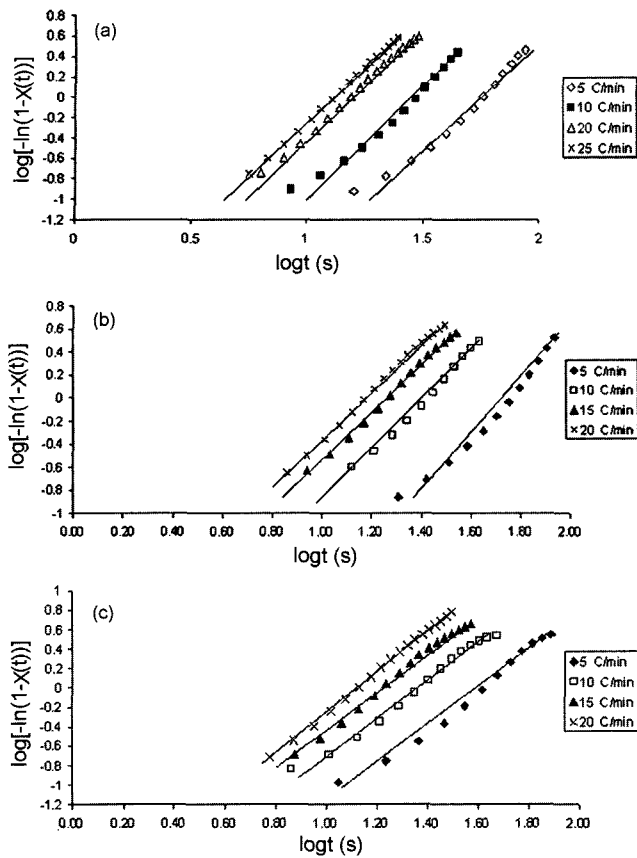 (a)
log[-ln(1-X(t))]
0.8
0.6
0.4
0.2
0
-0.2
-0.4
-0.6
-0.8
-1
-1.2
0 0.5 1 1.5 2
logt (s)
5 C/min
10 C/min
20 C/min
25 C/min
(b)
log[-ln(1-X(t))]
0.8
0.6
0.4
0.2
0
-0.2
-0.4
-0.6
-0.8
-1
0.00 0.20 0.40 0.60 0.80 1.00 1.20 1.40 1.60 1.80 2.00
logt (s)
5 C/min
10 C/min
15 C/min
20 C/min
(c)
log[-ln(1-X(t))]
1
0.8
0.6
0.4
0.2
0
-0.2
-0.4
-0.6
-0.8
-1
-1.2
0.00 0.20 0.40 0.60 0.80 1.00 1.20 1.40 1.60 1.80 2.00
logt (s)
5 C/min
10 C/min
15 C/min
20 C/min